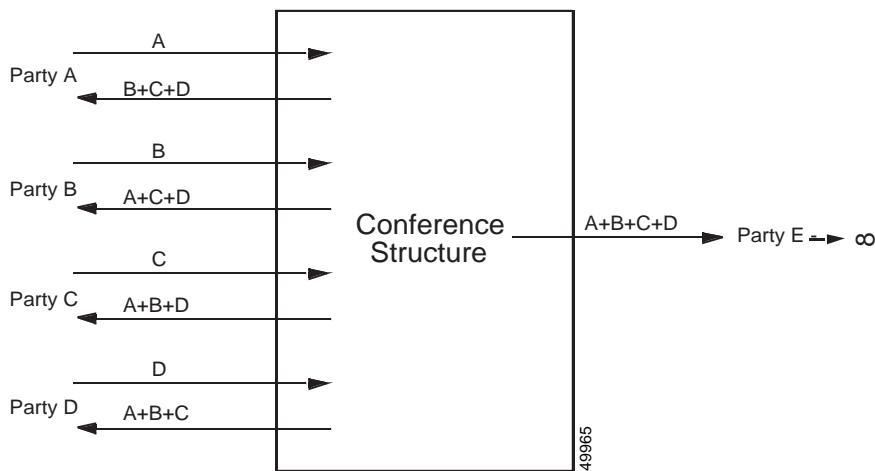 A
Party A
B+C+D
B
Party B
A+C+D
Conference
Structure
A+B+C+D
Party E
∞
C
Party C
A+B+D
D
Party D
A+B+C
49965